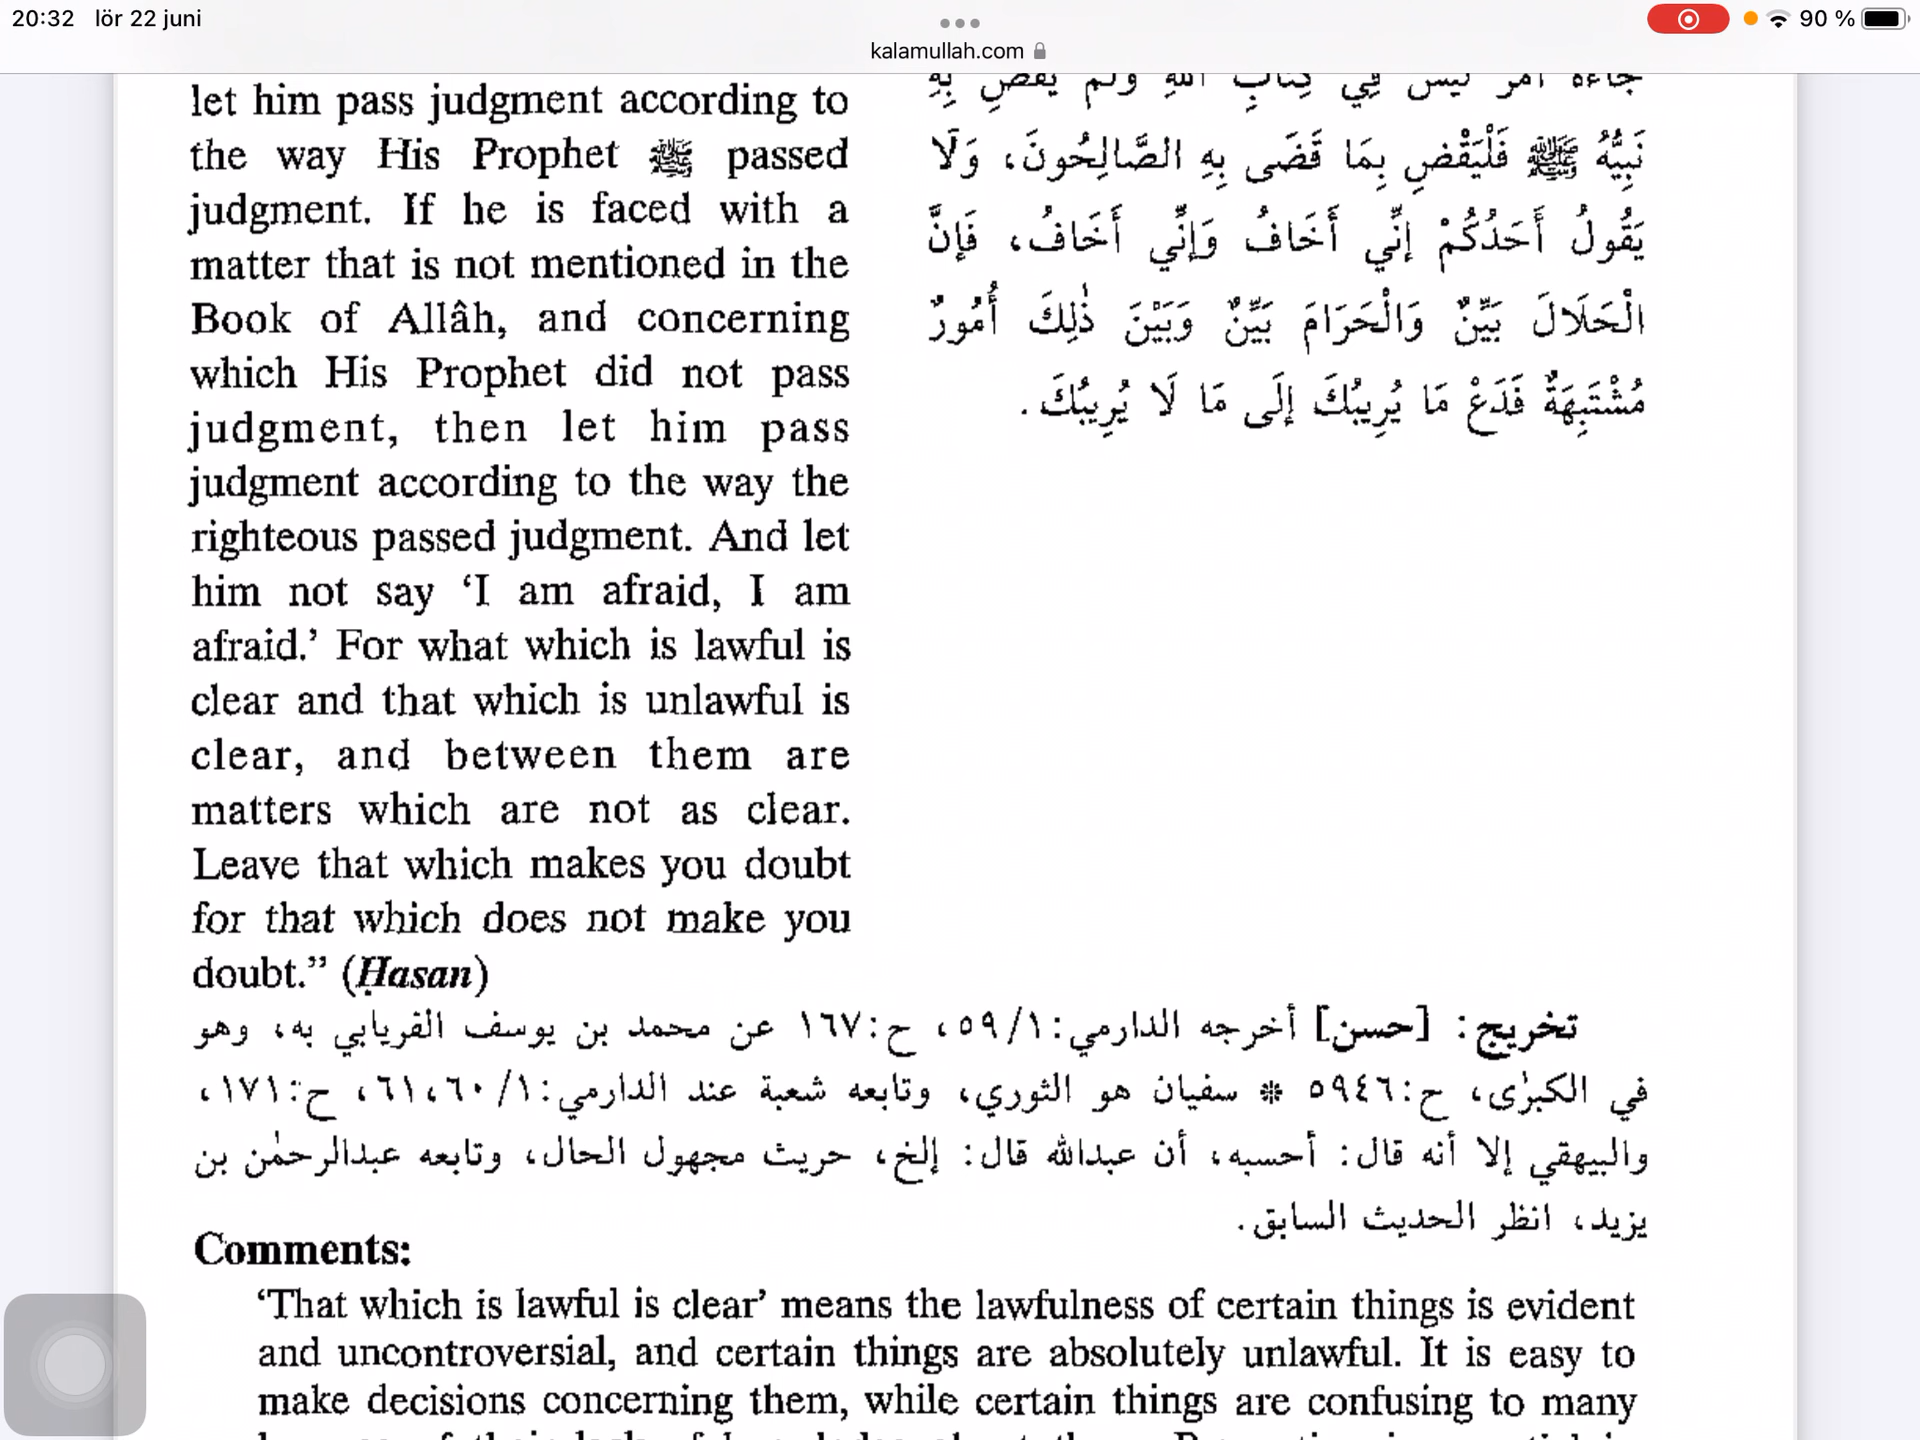 20:32 lör 22 juni
90 %
kalamullah.com
let him pass judgment according to
the way His Prophet ﷺ passed
judgment. If he is faced with a
matter that is not mentioned in the
Book of Allâh, and concerning
which His Prophet did not pass
judgment, then let him pass
judgment according to the way the
righteous passed judgment. And let
him not say ‘I am afraid, I am
afraid.’ For what which is lawful is
clear and that which is unlawful is
clear, and between them are
matters which are not as clear.
Leave that which makes you doubt
for that which does not make you
doubt.” (Ḥasan)
جاءه أمر ليس في كتاب الله ولم يقض به
نَبِيُّهُ ﷺ فَلْيَقْضِ بِمَا قَضَى بِهِ الصَّالِحُونَ، وَلَا
يَقُولُ أَحَدُكُمْ إِنِّي أَخَافُ وَإِنِّي أَخَافُ، فَإِنَّ
الْحَلَالَ بَيِّنٌ وَالْحَرَامَ بَيِّنٌ وَبَيْنَ ذٰلِكَ أُمُورٌ
مُشْتَبِهَةٌ فَدَعْ مَا يُرِيبُكَ إِلَى مَا لَا يُرِيبُكَ .
تخريج: [حسن] أخرجه الدارمي:١/ ٥٩، ح:١٦٧ عن محمد بن يوسف الفريابي به، وهو
في الكبرٰى، ح:٥٩٤٦ * سفيان هو الثوري، وتابعه شعبة عند الدارمي:١/ ٦٠،٦١، ح:١٧١،
والبيهقي إلا أنه قال: أحسبه، أن عبدالله قال: إلخ، حريث مجهول الحال، وتابعه عبدالرحمٰن بن
يزيد، انظر الحديث السابق.
Comments:
‘That which is lawful is clear’ means the lawfulness of certain things is evident
and uncontroversial, and certain things are absolutely unlawful. It is easy to
make decisions concerning them, while certain things are confusing to many